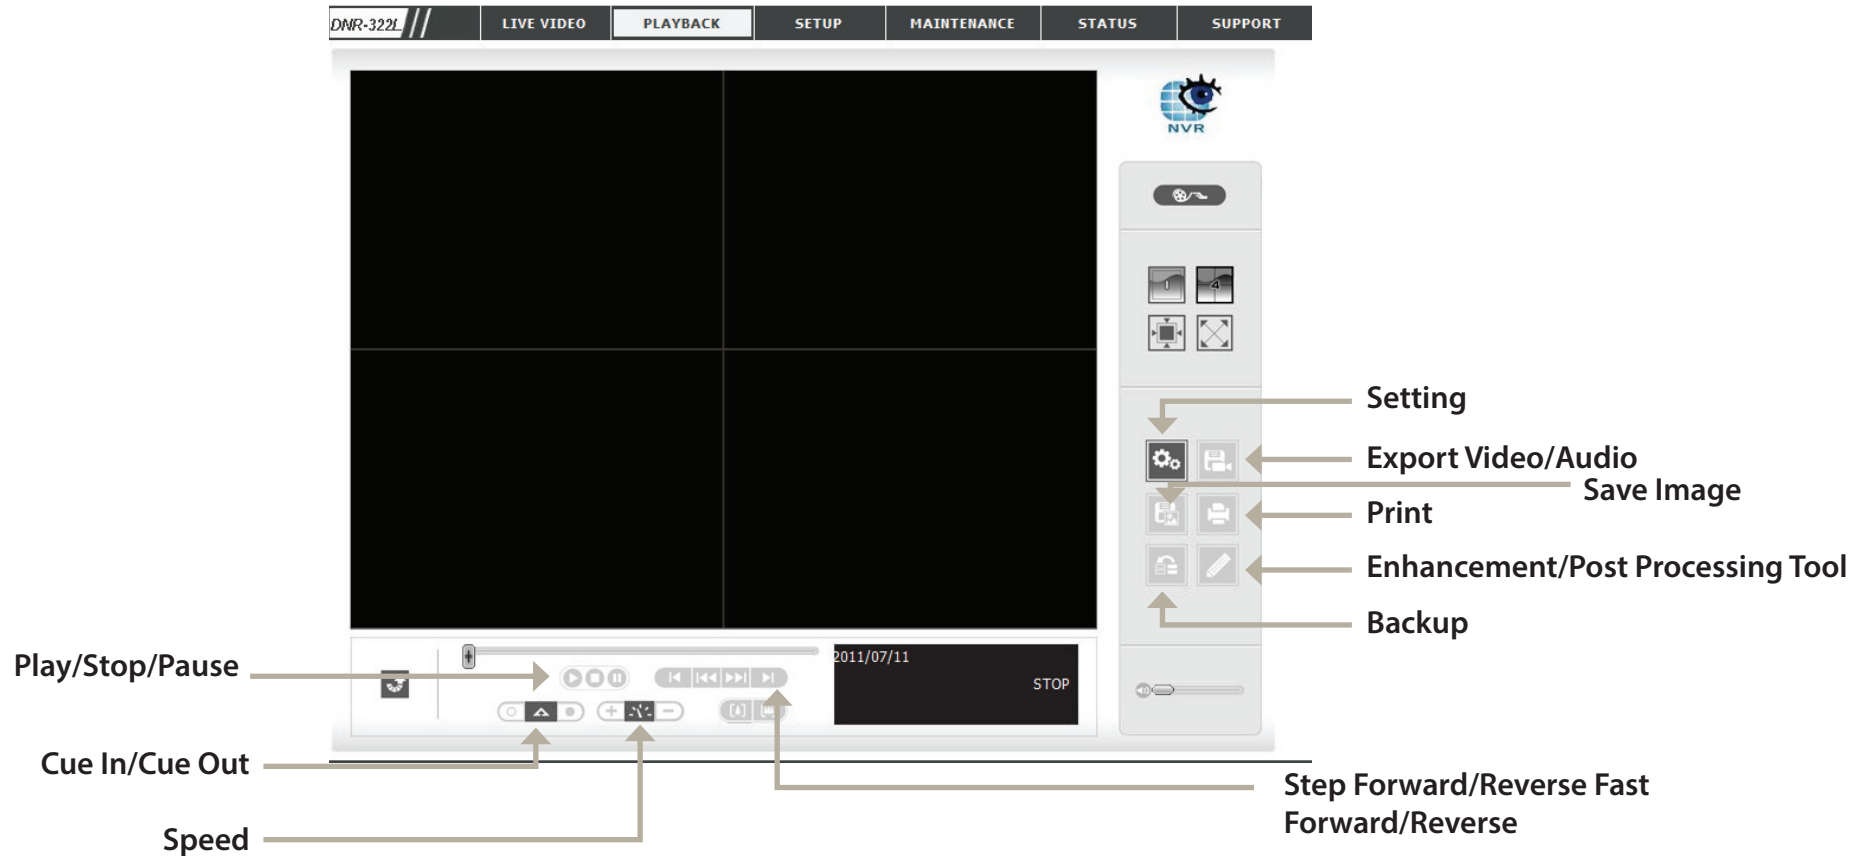 DNR-322L
LIVE VIDEO
PLAYBACK
SETUP
MAINTENANCE
STATUS
SUPPORT
NVR
1
4
Setting
Export Video/Audio
Save Image
Print
Enhancement/Post Processing Tool
Backup
2011/07/11
STOP
Play/Stop/Pause
Cue In/Cue Out
Speed
Step Forward/Reverse Fast
Forward/Reverse